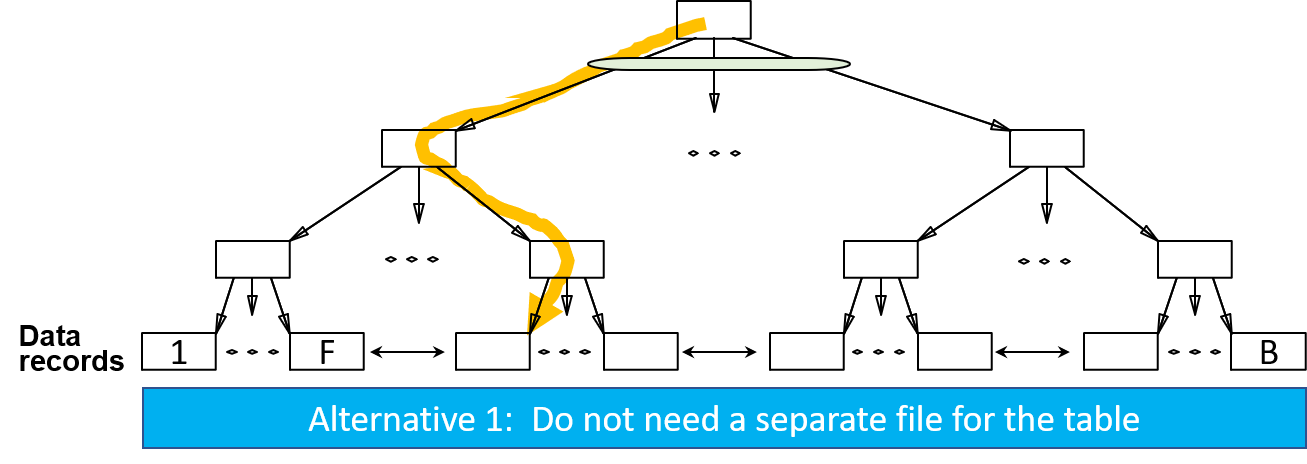 Data
records
1
F
B
Alternative 1:  Do not need a separate file for the table